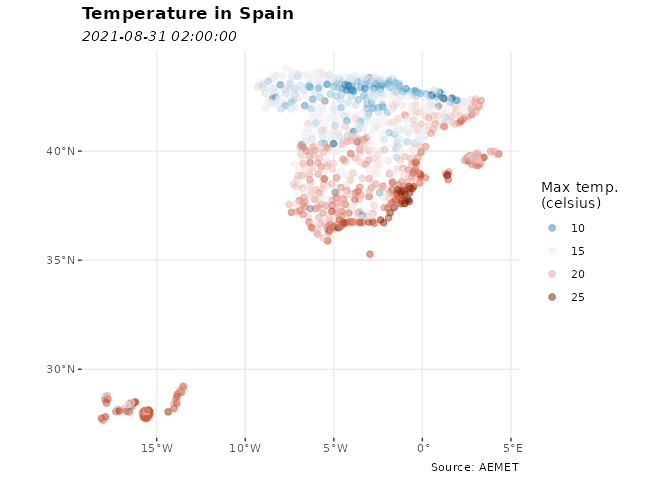 Temperature in Spain
2021-08-31 02:00:00
40°N
35°N
30°N
15°W 10°W 5°W 0° 5°E
Max temp.
(celsius)
10
15
20
25
Source: AEMET